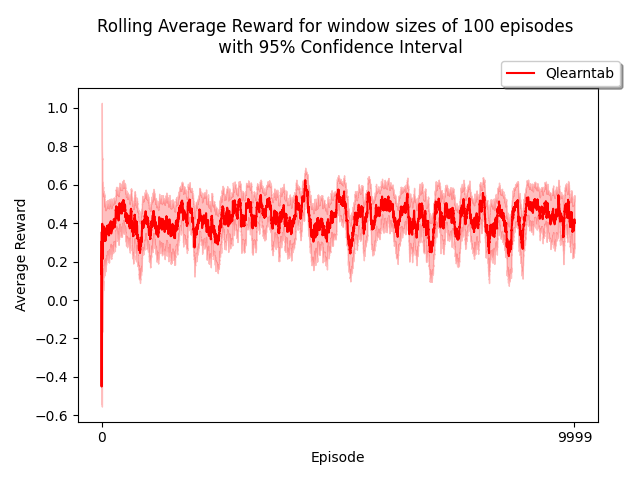 Rolling Average Reward for window sizes of 100 episodes
with 95% Confidence Interval
Qlearntab
1.0
0.8
0.6
0.4
0.2
0.0
−0.2
−0.4
−0.6
Average Reward
0
9999
Episode